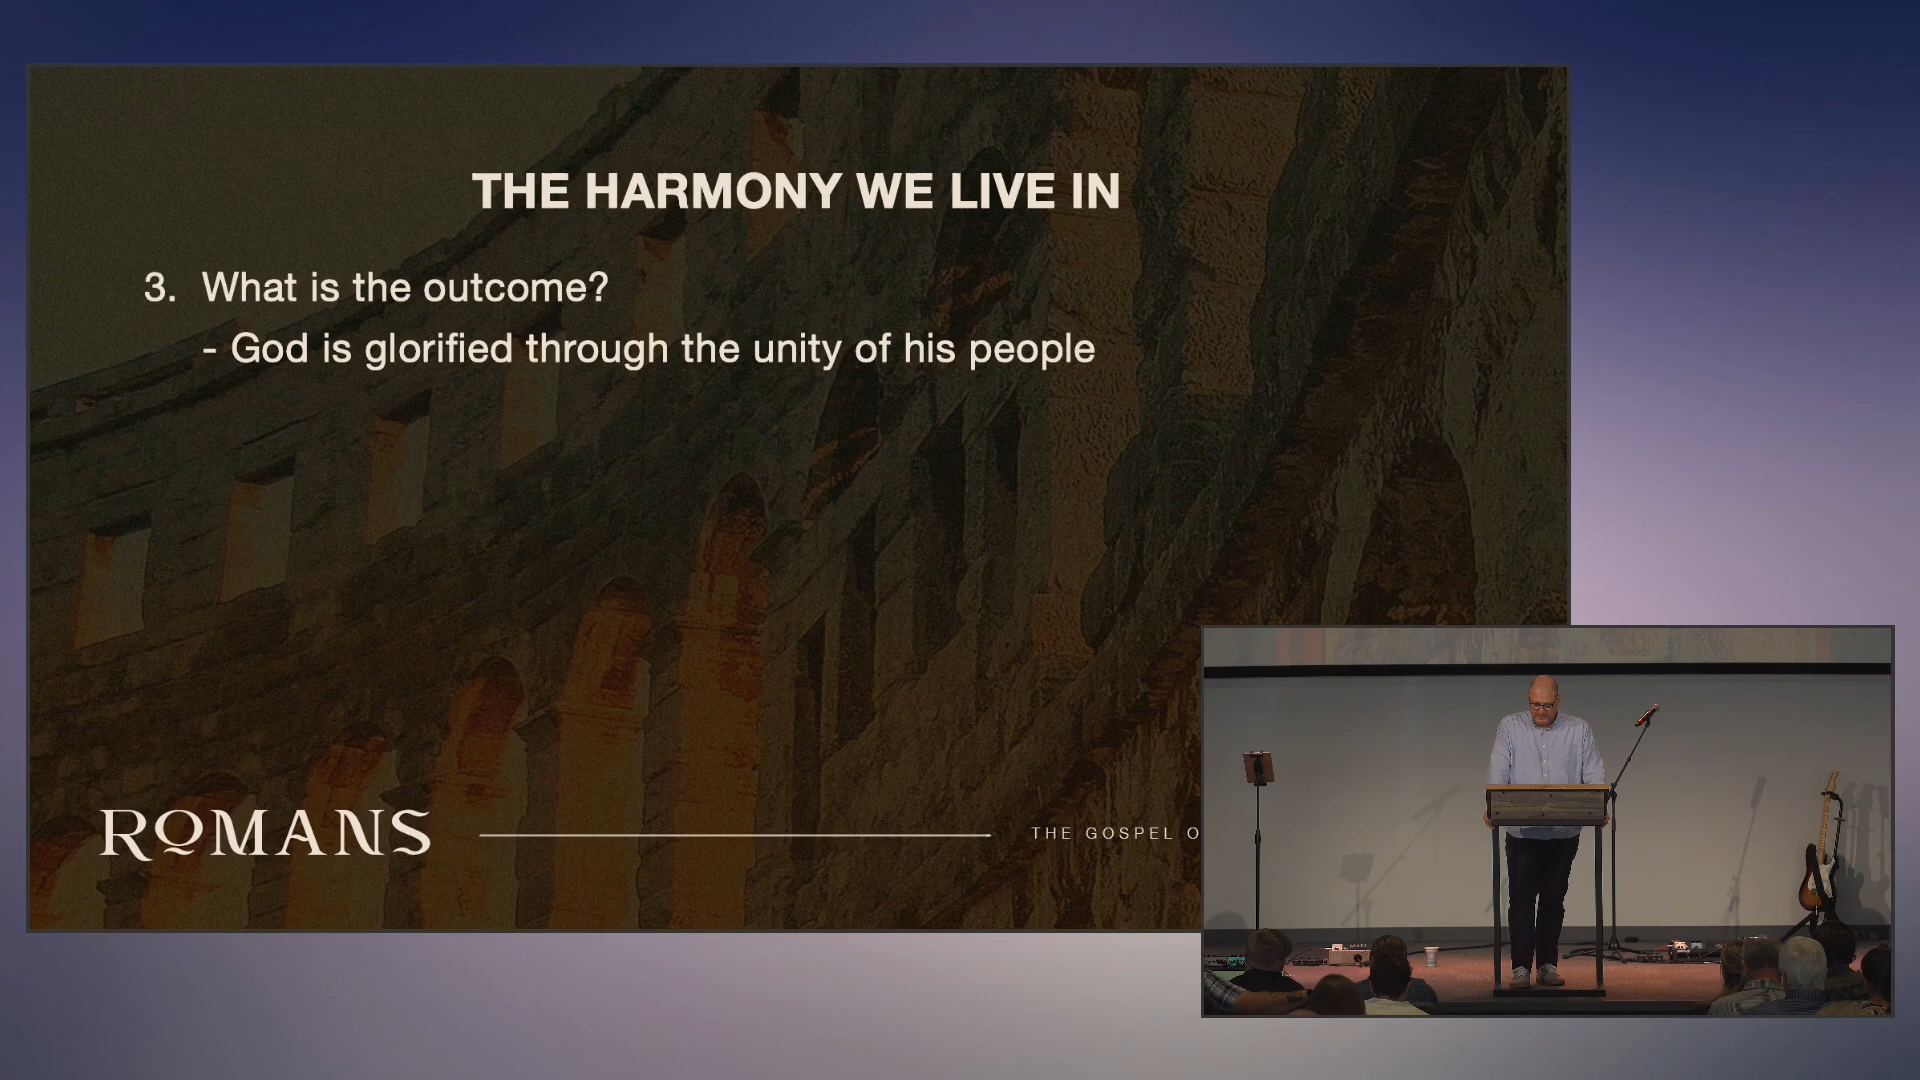 THE HARMONY WE LIVE IN
3. What is the outcome?
- God is glorified through the unity of his people
ROMANS
THE GOSPEL O